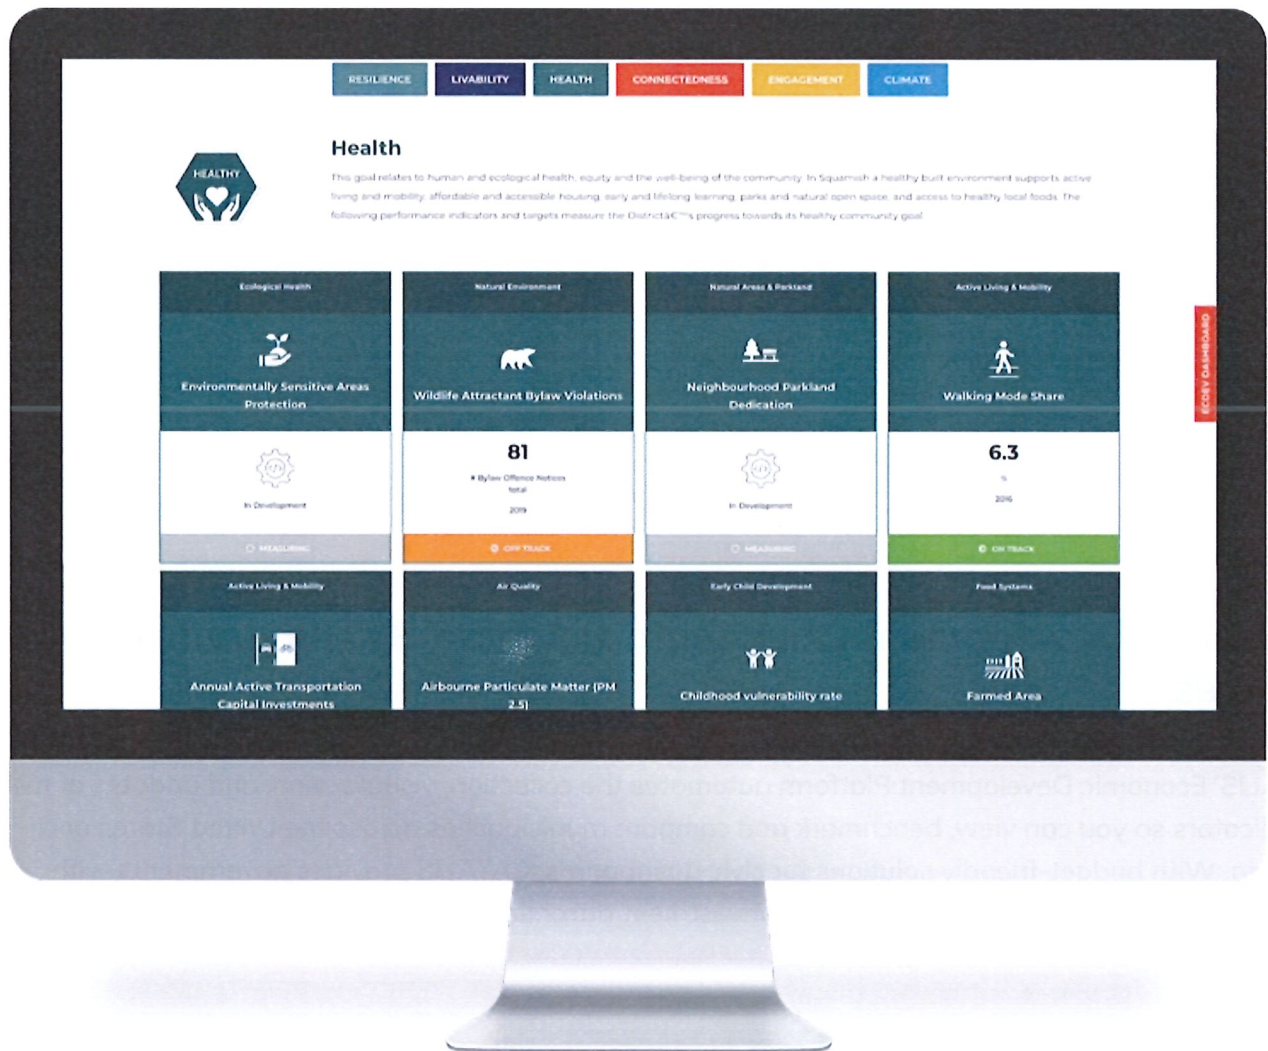 RESILIENCE LIVABILITY HEALTH CONNECTEDNESS ENGAGEMENT CLIMATE
HEALTHY
Health
This goal relates to human and ecological health, equity and the well-being of the community. In Squamish a healthy built environment supports active
living and mobility, affordable and accessible housing, early and lifelong learning, parks and natural open space, and access to healthy local foods. The
following performance indicators and targets measure the Districtâ€™s progress towards its healthy community goal.
ECDEV DASHBOARD
Ecological Health
Environmentally Sensitive Areas
Protection
In Development
MEASURING
Natural Environment
Wildlife Attractant Bylaw Violations
81
# Bylaw Offence Notices
total
2019
OFF TRACK
Natural Areas & Parkland
Neighbourhood Parkland
Dedication
In Development
MEASURING
Active Living & Mobility
Walking Mode Share
6.3
%
2016
ON TRACK
Active Living & Mobility
Annual Active Transportation
Capital Investments
Air Quality
Airbourne Particulate Matter (PM
2.5)
Early Child Development
Childhood vulnerability rate
Food Systems
Farmed Area